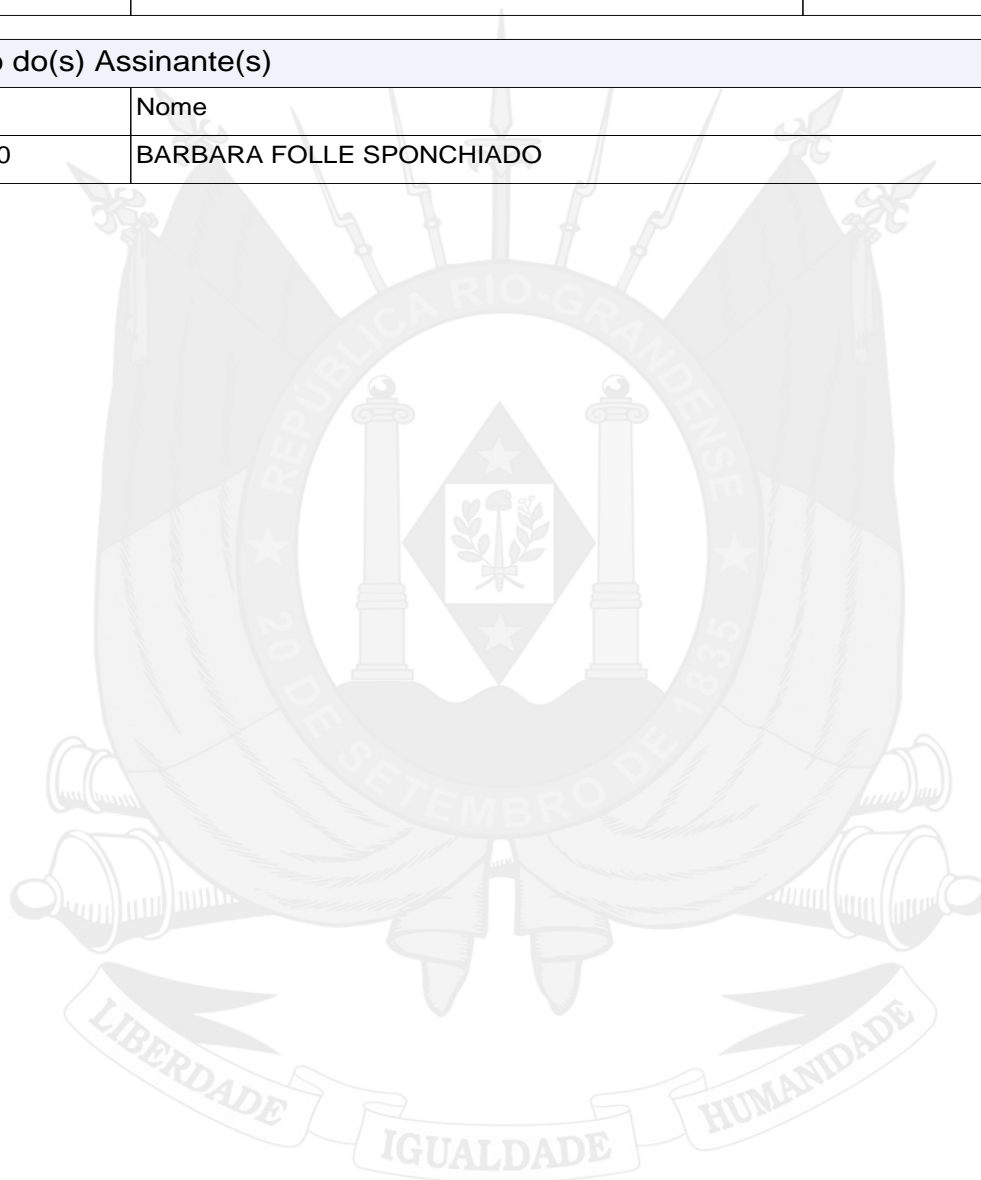 o do(s) Assinante(s)
Nome
0 BARBARA FOLLE SPONCHIADO
REPÚBLICA RIO-GRANDENSE
★ 20 DE SETEMBRO DE 1835 ★
LIBERDADE IGUALDADE HUMANIDADE